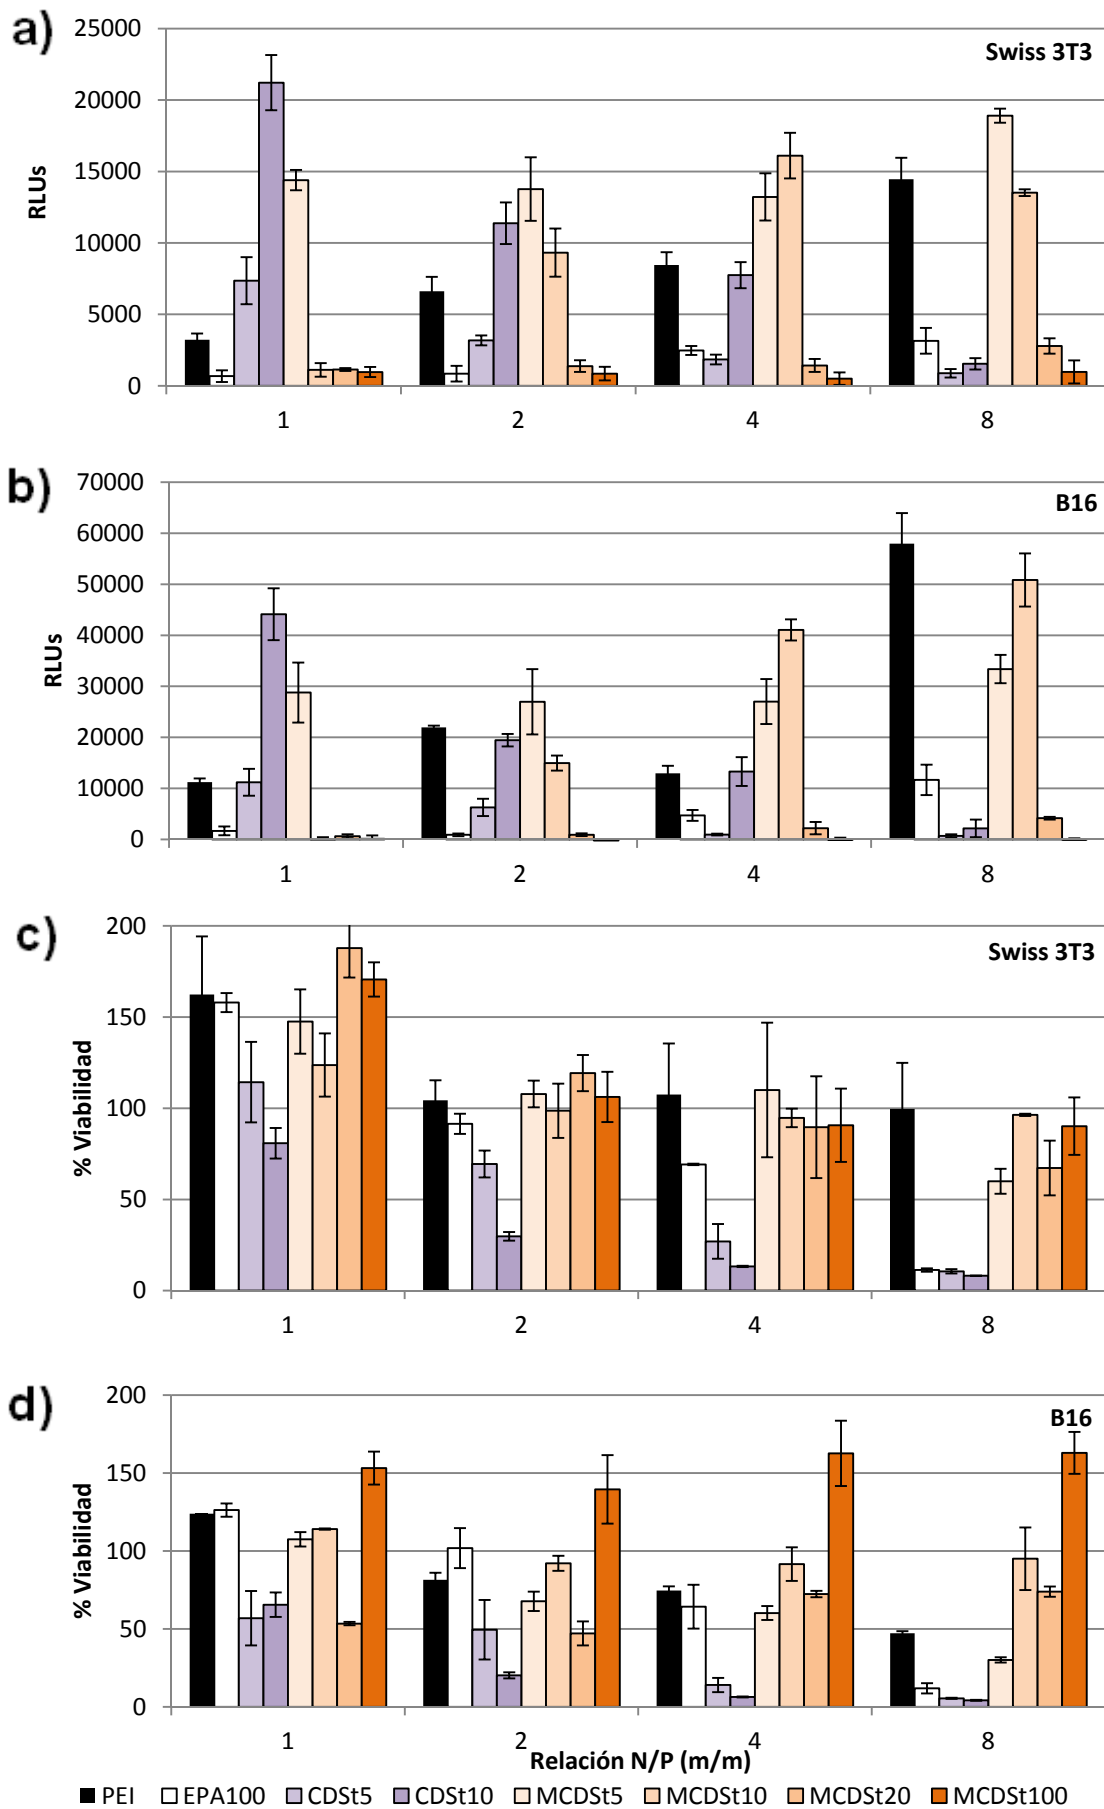 a)
25000
Swiss 3T3
20000
15000
RLUs
10000
5000
0
1 2 4 8
b)
70000
B16
60000
50000
40000
RLUs
30000
20000
10000
0
1 2 4 8
c)
200
Swiss 3T3
150
% Viabilidad
100
50
0
1 2 4 8
d)
200
B16
150
% Viabilidad
100
50
0
1 2 4 8
Relación N/P (m/m)
PEI EPA100 CDSt5 CDSt10 MCDSt5 MCDSt10 MCDSt20 MCDSt100